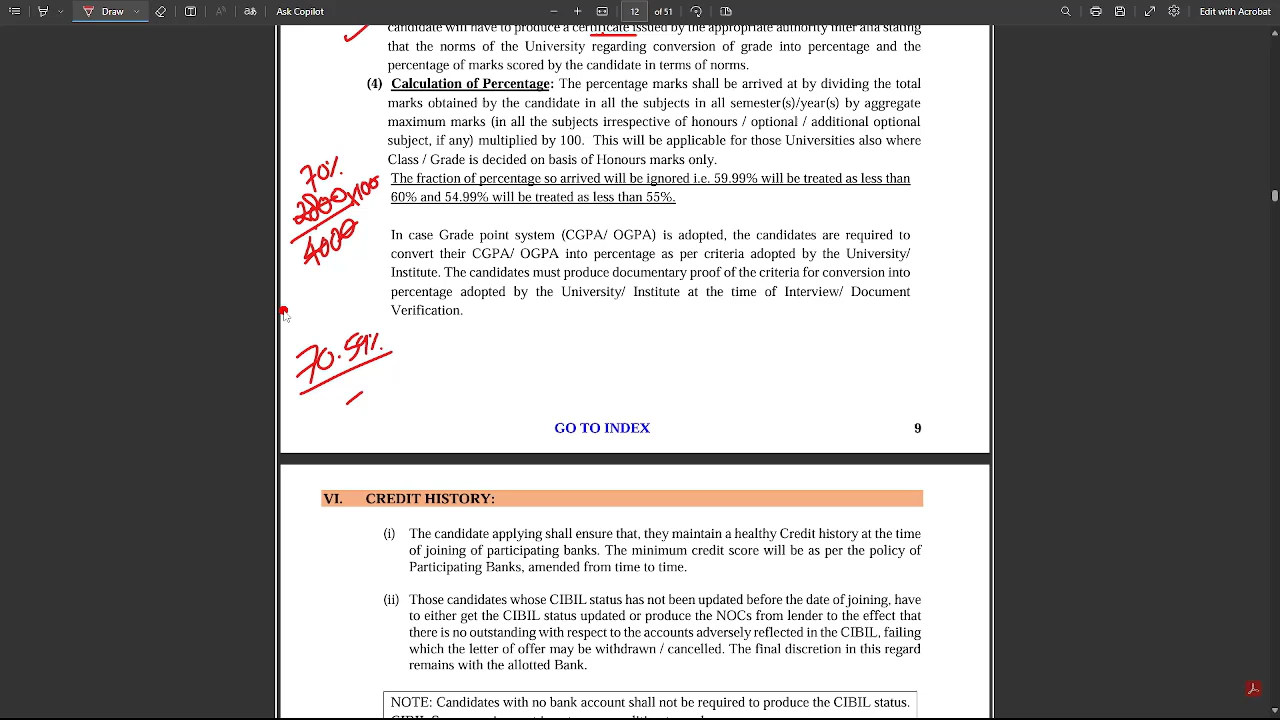 Draw
Ask Copilot
12
of 51
Edit with Acrobat
candidate will have to produce a certificate issued by the appropriate authority inter alia stating
that the norms of the University regarding conversion of grade into percentage and the
percentage of marks scored by the candidate in terms of norms.
(4) Calculation of Percentage: The percentage marks shall be arrived at by dividing the total
marks obtained by the candidate in all the subjects in all semester(s)/year(s) by aggregate
maximum marks (in all the subjects irrespective of honours / optional / additional optional
subject, if any) multiplied by 100. This will be applicable for those Universities also where
Class / Grade is decided on basis of Honours marks only.
The fraction of percentage so arrived will be ignored i.e. 59.99% will be treated as less than
60% and 54.99% will be treated as less than 55%.
70%
2800x100
4000
In case Grade point system (CGPA/ OGPA) is adopted, the candidates are required to
convert their CGPA/ OGPA into percentage as per criteria adopted by the University/
Institute. The candidates must produce documentary proof of the criteria for conversion into
percentage adopted by the University/ Institute at the time of Interview/ Document
Verification.
70.59%.
GO TO INDEX
9
VI. CREDIT HISTORY:
(i) The candidate applying shall ensure that, they maintain a healthy Credit history at the time
of joining of participating banks. The minimum credit score will be as per the policy of
Participating Banks, amended from time to time.
(ii) Those candidates whose CIBIL status has not been updated before the date of joining, have
to either get the CIBIL status updated or produce the NOCs from lender to the effect that
there is no outstanding with respect to the accounts adversely reflected in the CIBIL, failing
which the letter of offer may be withdrawn / cancelled. The final discretion in this regard
remains with the allotted Bank.
NOTE: Candidates with no bank account shall not be required to produce the CIBIL status.